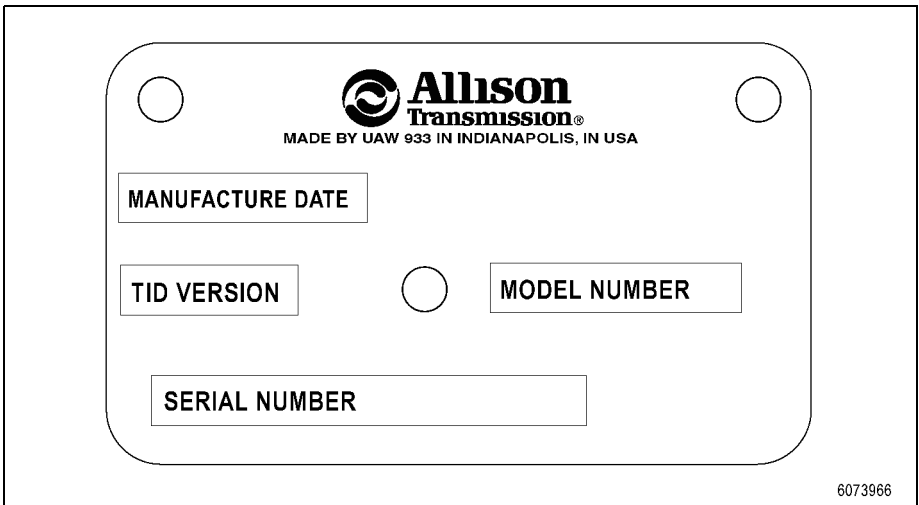 Allison
Transmission®
MADE BY UAW 933 IN INDIANAPOLIS, IN USA
MANUFACTURE DATE
TID VERSION
MODEL NUMBER
SERIAL NUMBER
6073966